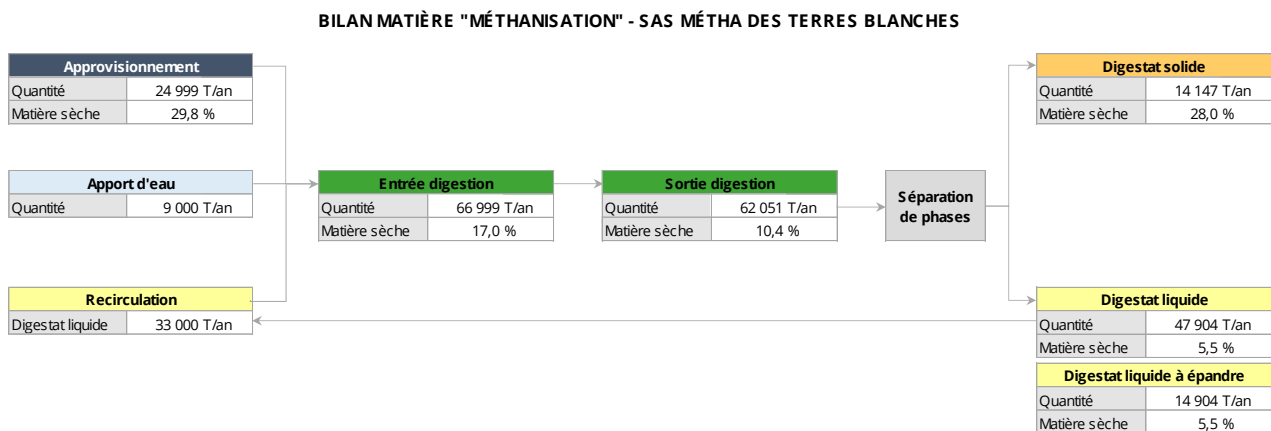 BILAN MATIÈRE "MÉTHANISATION" - SAS MÉTHA DES TERRES BLANCHES
Approvisionnement
Quantité 24 999 T/an
Matière sèche 29,8 %
Apport d'eau
Quantité 9 000 T/an
Recirculation
Digestat liquide 33 000 T/an
Entrée digestion
Quantité 66 999 T/an
Matière sèche 17,0 %
Sortie digestion
Quantité 62 051 T/an
Matière sèche 10,4 %
Séparation
de phases
Digestat solide
Quantité 14 147 T/an
Matière sèche 28,0 %
Digestat liquide
Quantité 47 904 T/an
Matière sèche 5,5 %
Digestat liquide à épandre
Quantité 14 904 T/an
Matière sèche 5,5 %